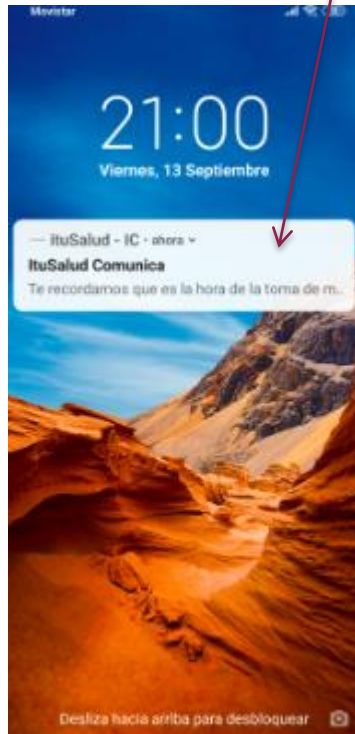 Movistar
21:00
Viernes, 13 Septiembre
ItuSalud - IC - ahora
ItuSalud Comunica
Te recordamos que es la hora de la toma de m...
Desliza hacia arriba para desbloquear